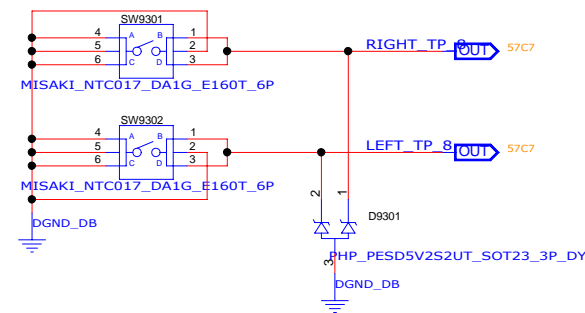 SW9301
4 A B 1
5 2
6 C D 3
MISAKI_NTC017_DA1G_E160T_6P
RIGHT_TP_8 OUT 57C7
SW9302
4 A B 1
5 2
6 C D 3
MISAKI_NTC017_DA1G_E160T_6P
LEFT_TP_8 OUT 57C7
DGND_DB
2 1
D9301
3
PHP_PESD5V2S2UT_SOT23_3P_DY
DGND_DB